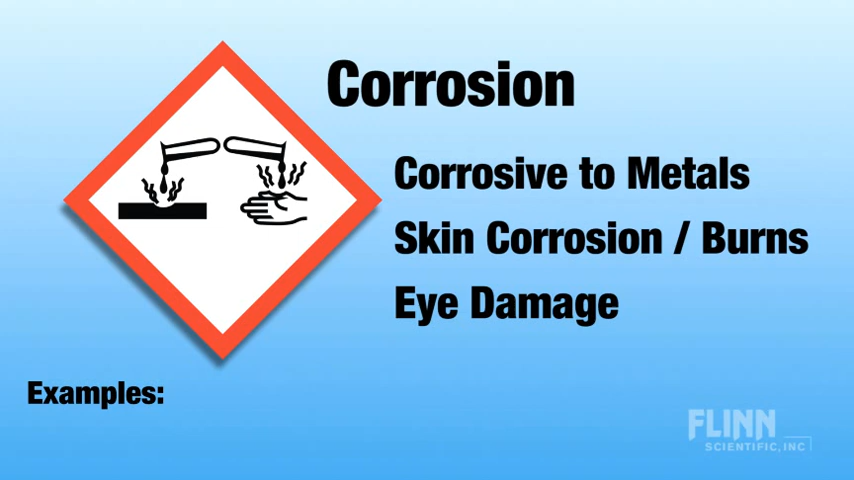 Corrosion
Corrosive to Metals
Skin Corrosion / Burns
Eye Damage
Examples:
FLINN
SCIENTIFIC, INC